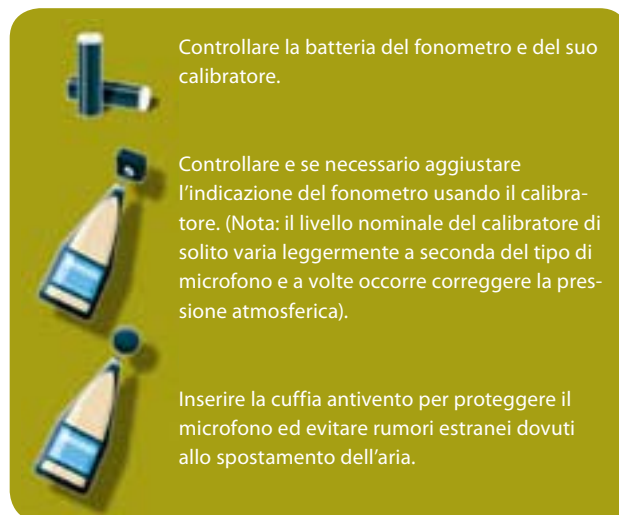 Controllare la batteria del fonometro e del suo
calibratore.
Controllare e se necessario aggiustare
l'indicazione del fonometro usando il calibra-
tore. (Nota: il livello nominale del calibratore di
solito varia leggermente a seconda del tipo di
microfono e a volte occorre correggere la pres-
sione atmosferica).
Inserire la cuffia antivento per proteggere il
microfono ed evitare rumori estranei dovuti
allo spostamento dell'aria.